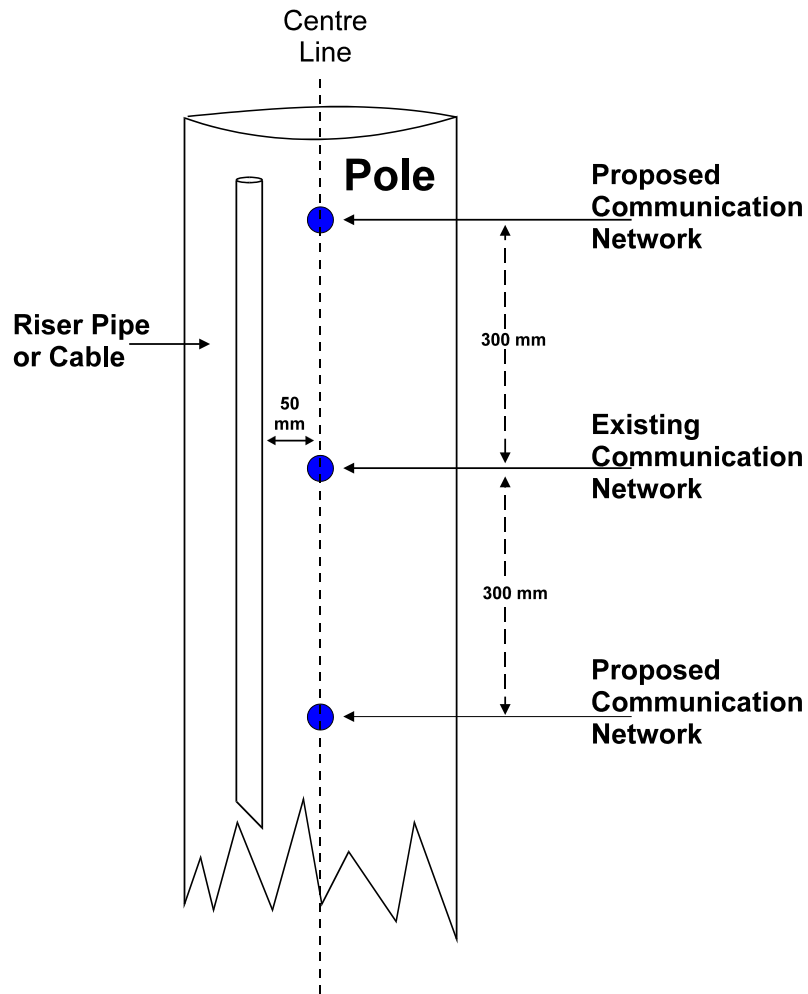 Centre
Line
Pole
Proposed
Communication
Network
Riser Pipe
or Cable
300 mm
50
mm
Existing
Communication
Network
300 mm
Proposed
Communication
Network